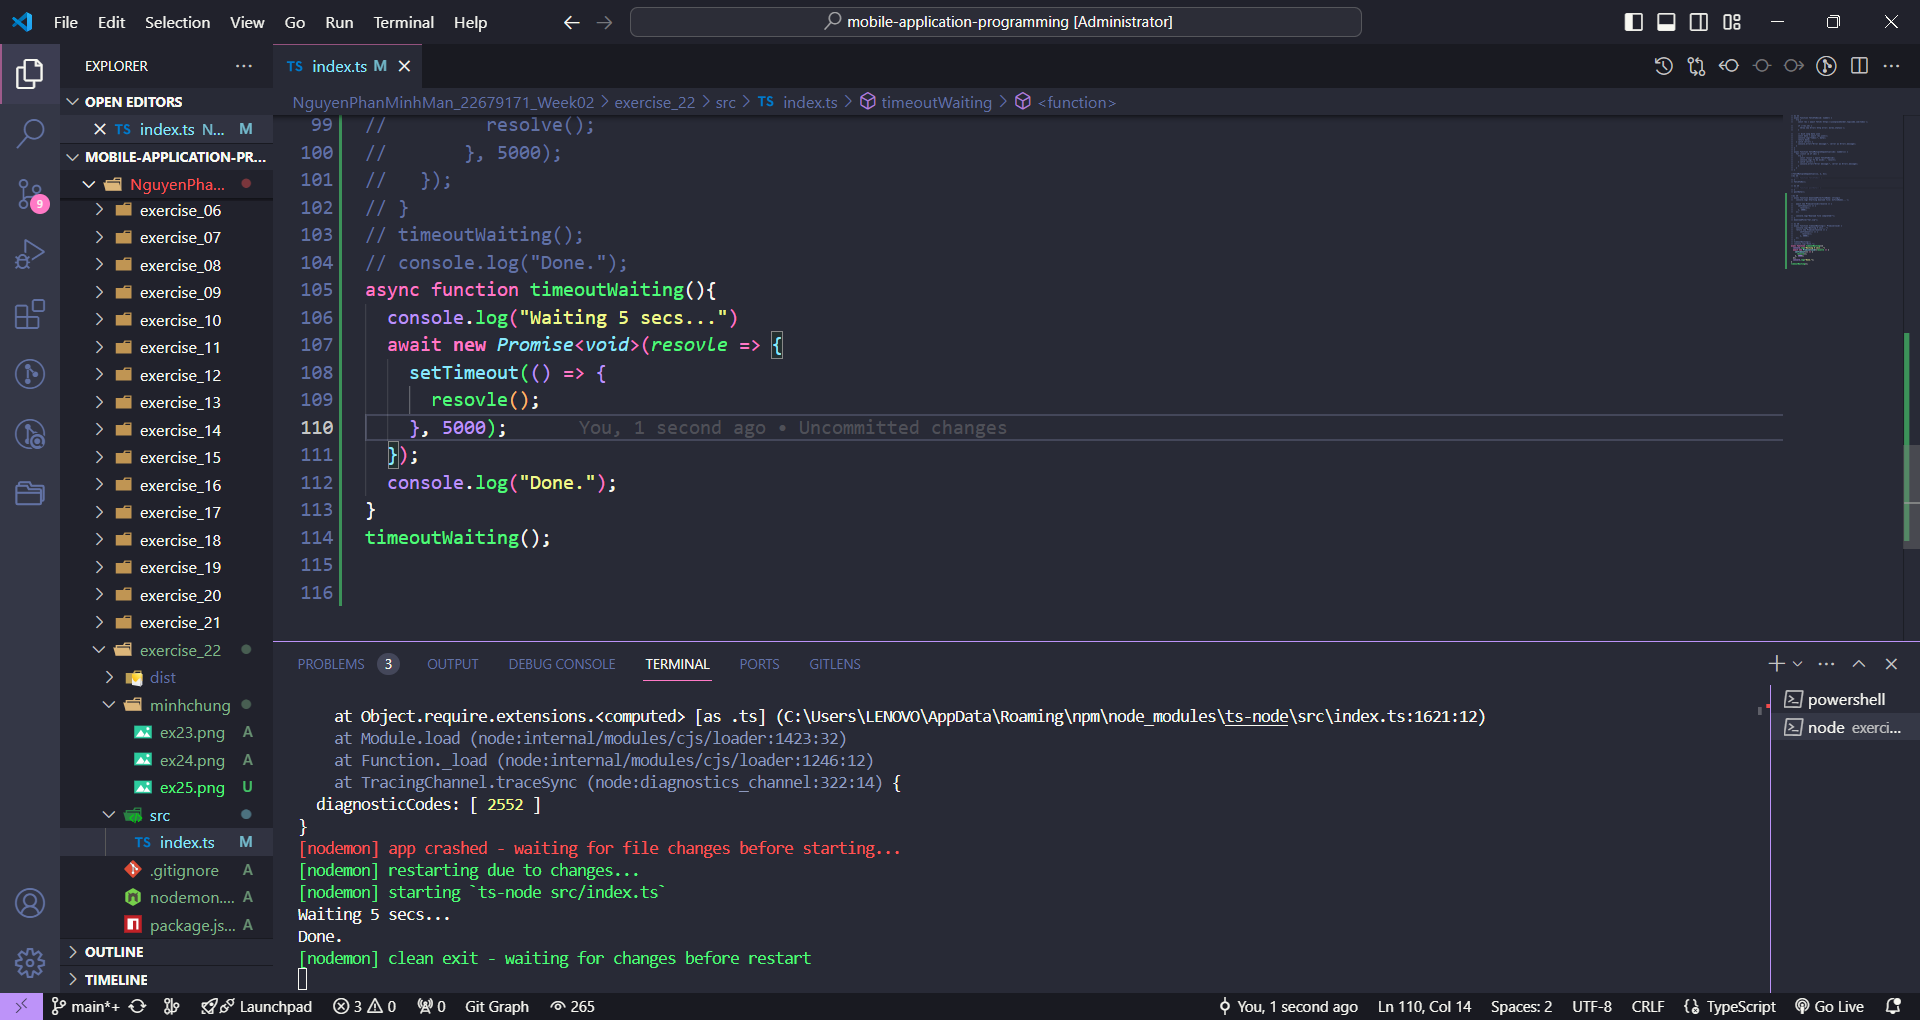 File Edit Selection View Go Run Terminal Help
mobile-application-programming [Administrator]
EXPLORER
OPEN EDITORS
TS index.ts N... M
MOBILE-APPLICATION-PR...
NguyenPha...
exercise_06
exercise_07
exercise_08
exercise_09
exercise_10
exercise_11
exercise_12
exercise_13
exercise_14
exercise_15
exercise_16
exercise_17
exercise_18
exercise_19
exercise_20
exercise_21
exercise_22
dist
minhchung
ex23.png A
ex24.png A
ex25.png U
src
TS index.ts M
.gitignore A
nodemon.... A
package.js... A
OUTLINE
TIMELINE
9
TS index.ts M
NguyenPhanMinhMan_22679171_Week02 > exercise_22 > src > TS index.ts > timeoutWaiting > <function>
99 // resolve();
100 // }, 5000);
101 // });
102 // }
103 // timeoutWaiting();
104 // console.log("Done.");
105 async function timeoutWaiting(){
106 console.log("Waiting 5 secs...")
107 await new Promise<void>(resovle => {
108 setTimeout(() => {
109 resovle();
110 }, 5000); You, 1 second ago • Uncommitted changes
111 });
112 console.log("Done.");
113 }
114 timeoutWaiting();
115
116
PROBLEMS 3 OUTPUT DEBUG CONSOLE TERMINAL PORTS GITLENS
at Object.require.extensions.<computed> [as .ts] (C:\Users\LENOVO\AppData\Roaming\npm\node_modules\ts-node\src\index.ts:1621:12)
at Module.load (node:internal/modules/cjs/loader:1423:32)
at Function._load (node:internal/modules/cjs/loader:1246:12)
at TracingChannel.traceSync (node:diagnostics_channel:322:14) {
diagnosticCodes: [ 2552 ]
}
[nodemon] app crashed - waiting for file changes before starting...
[nodemon] restarting due to changes...
[nodemon] starting `ts-node src/index.ts`
Waiting 5 secs...
Done.
[nodemon] clean exit - waiting for changes before restart
powershell
node exerci...
main*+ Launchpad 3 0 0 Git Graph 265 You, 1 second ago Ln 110, Col 14 Spaces: 2 UTF-8 CRLF TypeScript Go Live